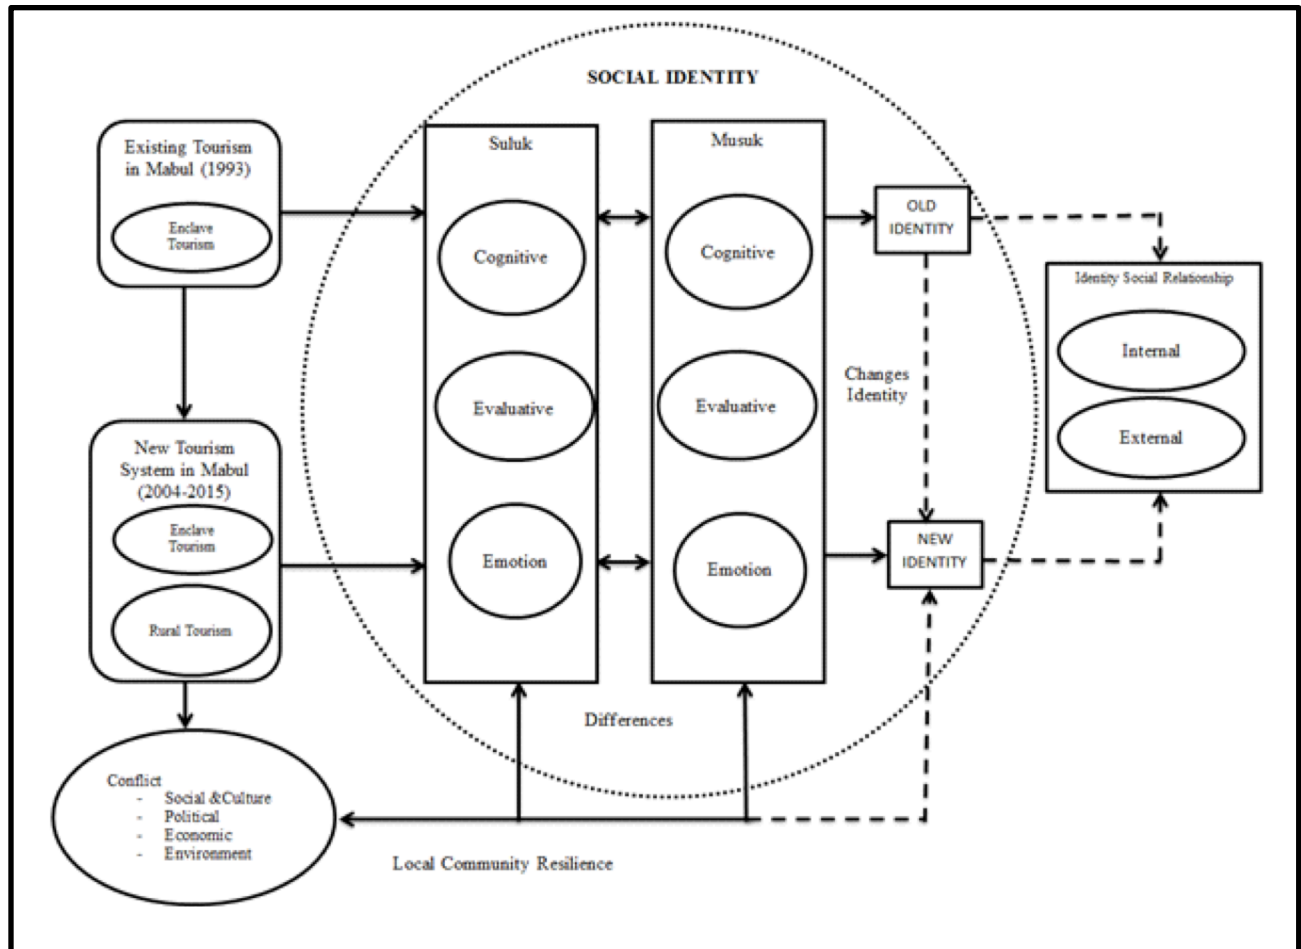 SOCIAL IDENTITY
Existing Tourism
in Mabul (1993)
Enclave
Tourism
New Tourism
System in Mabul
(2004-2015)
Enclave
Tourism
Rural Tourism
Conflict
- Social &Culture
- Political
- Economic
- Environment
Suluk
Cognitive
Evaluative
Emotion
Musuk
Cognitive
Evaluative
Emotion
Differences
Local Community Resilience
OLD
IDENTITY
Changes
Identity
NEW
IDENTITY
Identity Social Relationship
Internal
External